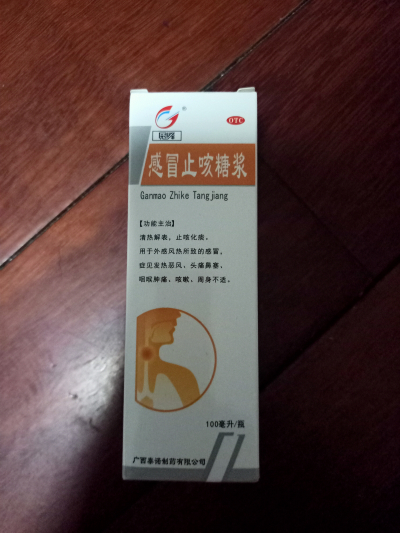 OTC
感冒止咳糖浆
Ganmao Zhike Tangjiang
【功能主治】
清热解表，止咳化痰。
用于外感风热所致的感冒，
症见发热恶风、头痛鼻塞，
咽喉肿痛，咳嗽，周身不适。
100毫升/瓶
广西泰诺制药有限公司